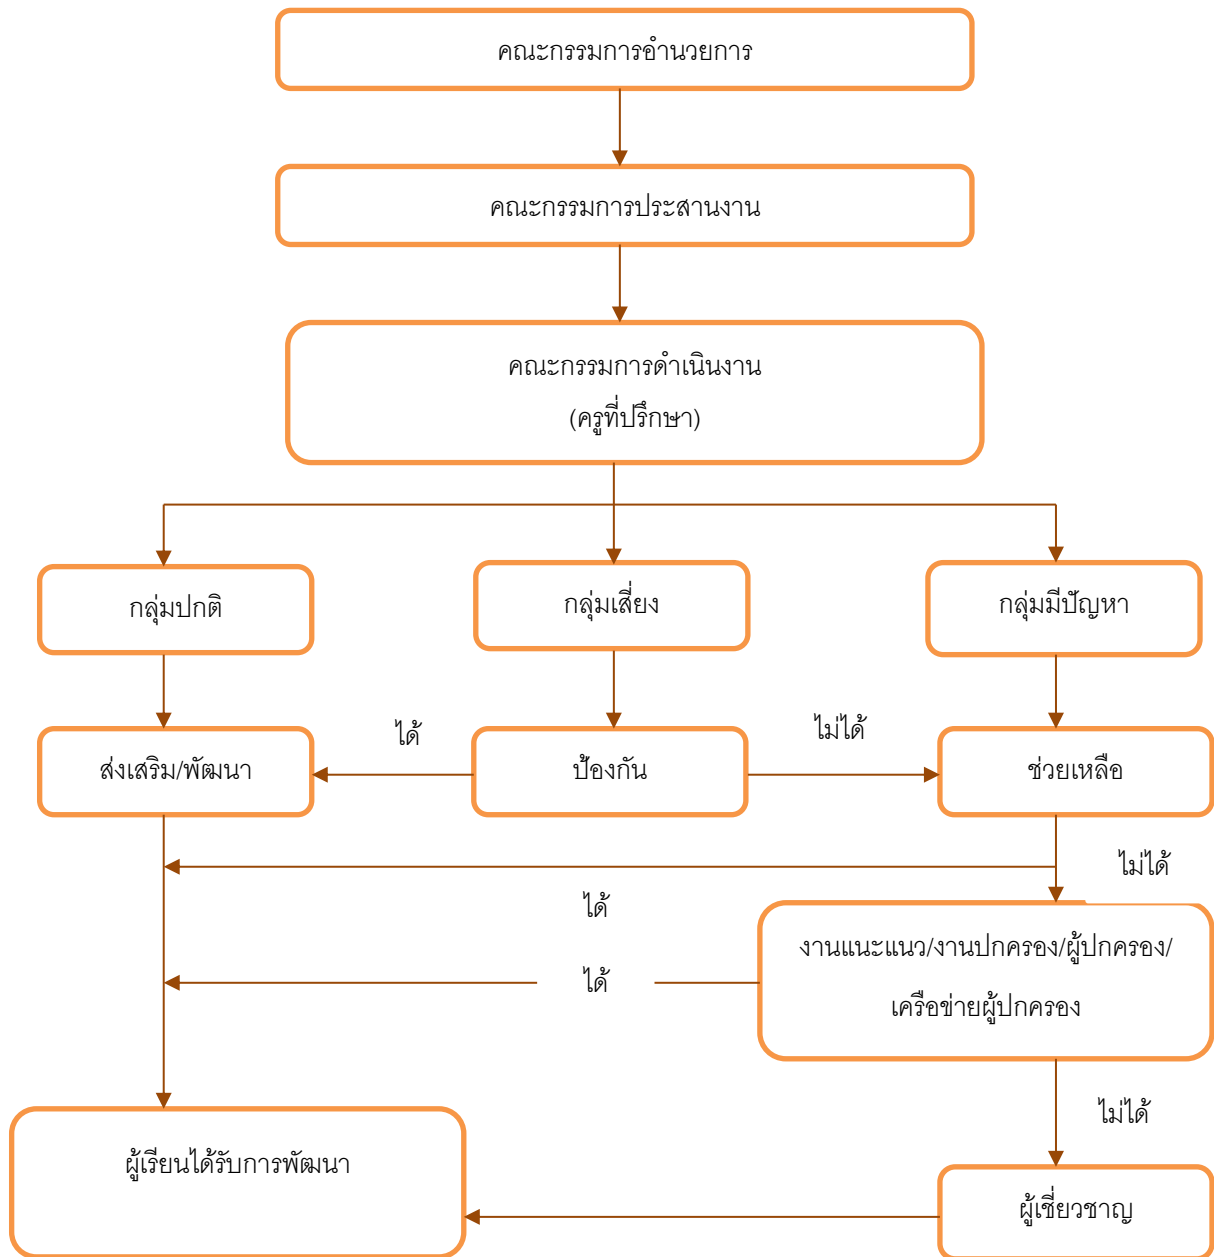 คณะกรรมการอำนวยการ
คณะกรรมการประสานงาน
คณะกรรมการดำเนินงาน
(ครูที่ปรึกษา)
กลุ่มปกติ
กลุ่มเสี่ยง
กลุ่มมีปัญหา
ได้
ไม่ได้
ส่งเสริม/พัฒนา
ป้องกัน
ช่วยเหลือ
ไม่ได้
ได้
งานแนะแนว/งานปกครอง/ผู้ปกครอง/
เครือข่ายผู้ปกครอง
ได้
ไม่ได้
ผู้เรียนได้รับการพัฒนา
ผู้เชี่ยวชาญ